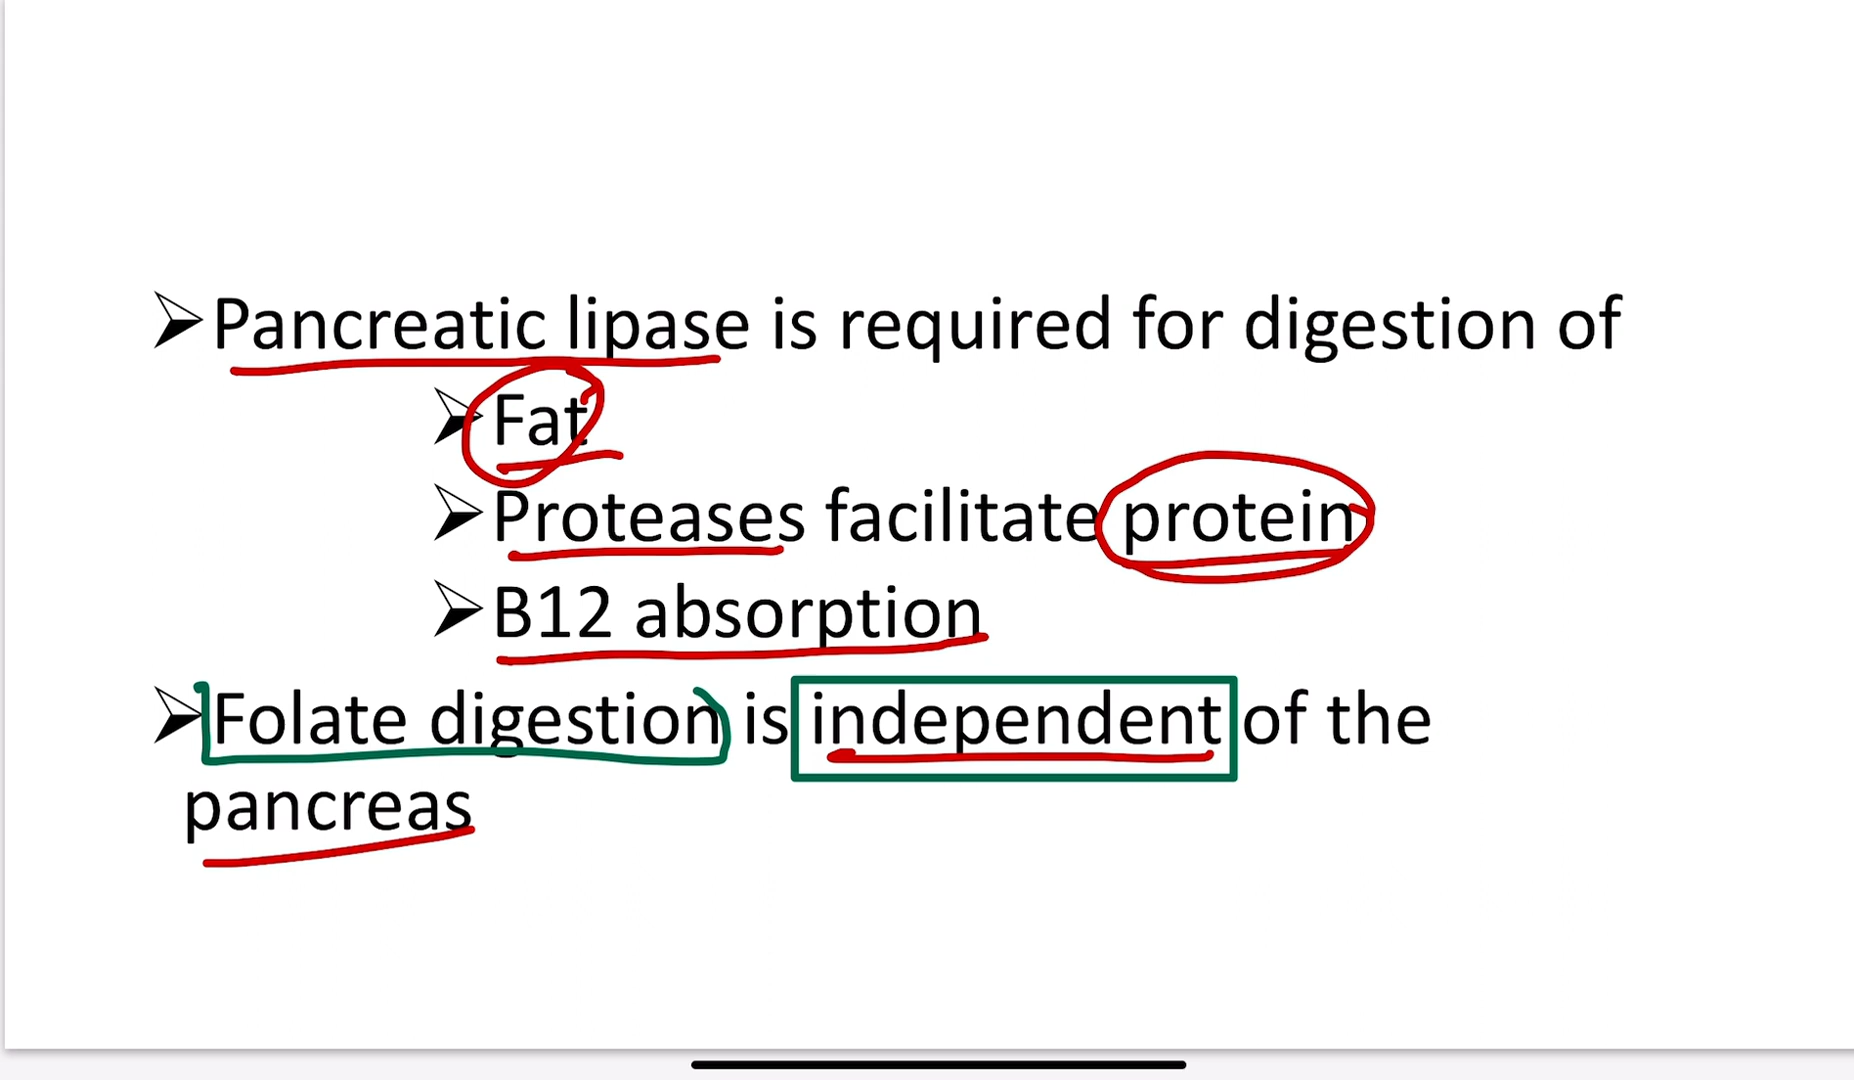 Pancreatic lipase is required for digestion of
Fat
Proteases facilitate protein
B12 absorption
Folate digestion is independent of the
pancreas